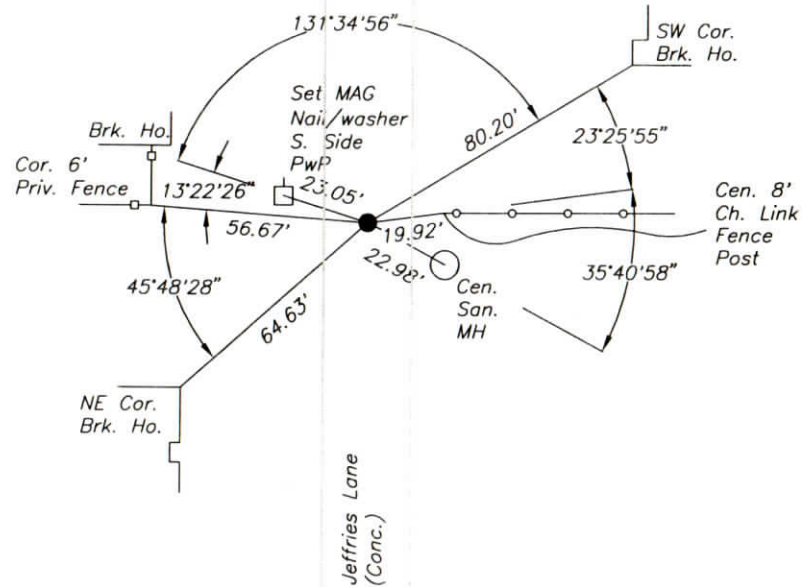 131°34'56"
SW Cor.
Brk. Ho.
Set MAG
Nail/washer
S. Side
PwP
80.20'
23°25'55"
Brk. Ho.
Cor. 6'
Priv. Fence
13°22'26"
23.05'
56.67'
19.92'
22.98'
Cen. 8'
Ch. Link
Fence
Post
35°40'58"
Cen.
San.
MH
45°48'28"
64.63'
NE Cor.
Brk. Ho.
Jeffries Lane
(Conc.)